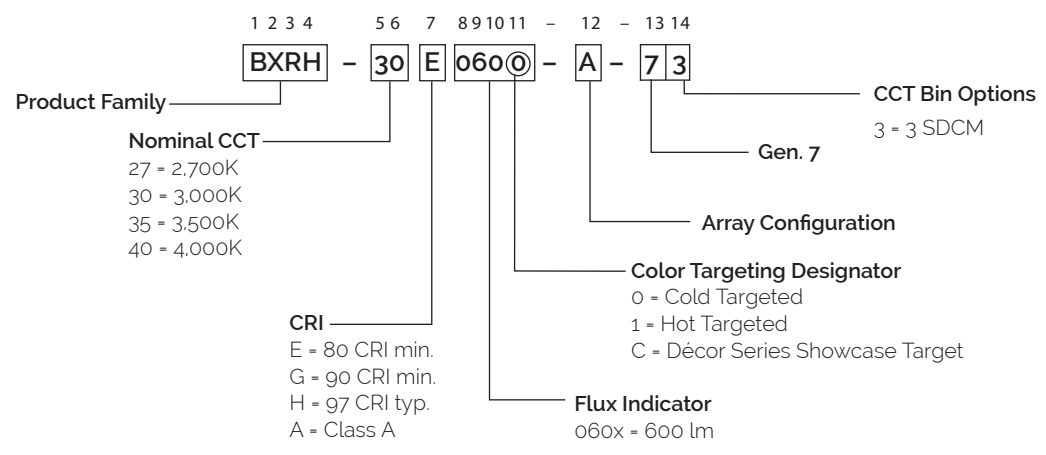 1 2 3 4 5 6 7 8 9 10 11 – 12 – 13 14
BXRH – 30 E 0600 – A – 7 3
Product Family
CCT Bin Options
3 = 3 SDCM
Nominal CCT
27 = 2,700K
30 = 3,000K
35 = 3,500K
40 = 4,000K
Gen. 7
Array Configuration
Color Targeting Designator
0 = Cold Targeted
1 = Hot Targeted
C = Décor Series Showcase Target
CRI
E = 80 CRI min.
G = 90 CRI min.
H = 97 CRI typ.
A = Class A
Flux Indicator
060x = 600 lm